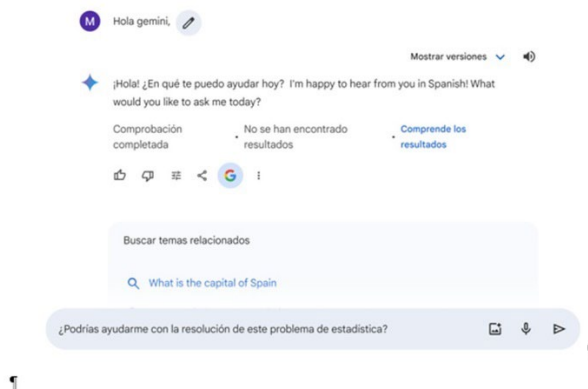 M
Hola gemini,
Mostrar versiones
¡Hola! ¿En qué te puedo ayudar hoy? I'm happy to hear from you in Spanish! What
would you like to ask me today?
Comprobación
completada
· No se han encontrado
resultados
· Comprende los
resultados
G
Buscar temas relacionados
What is the capital of Spain
¿Podrías ayudarme con la resolución de este problema de estadística?
¶